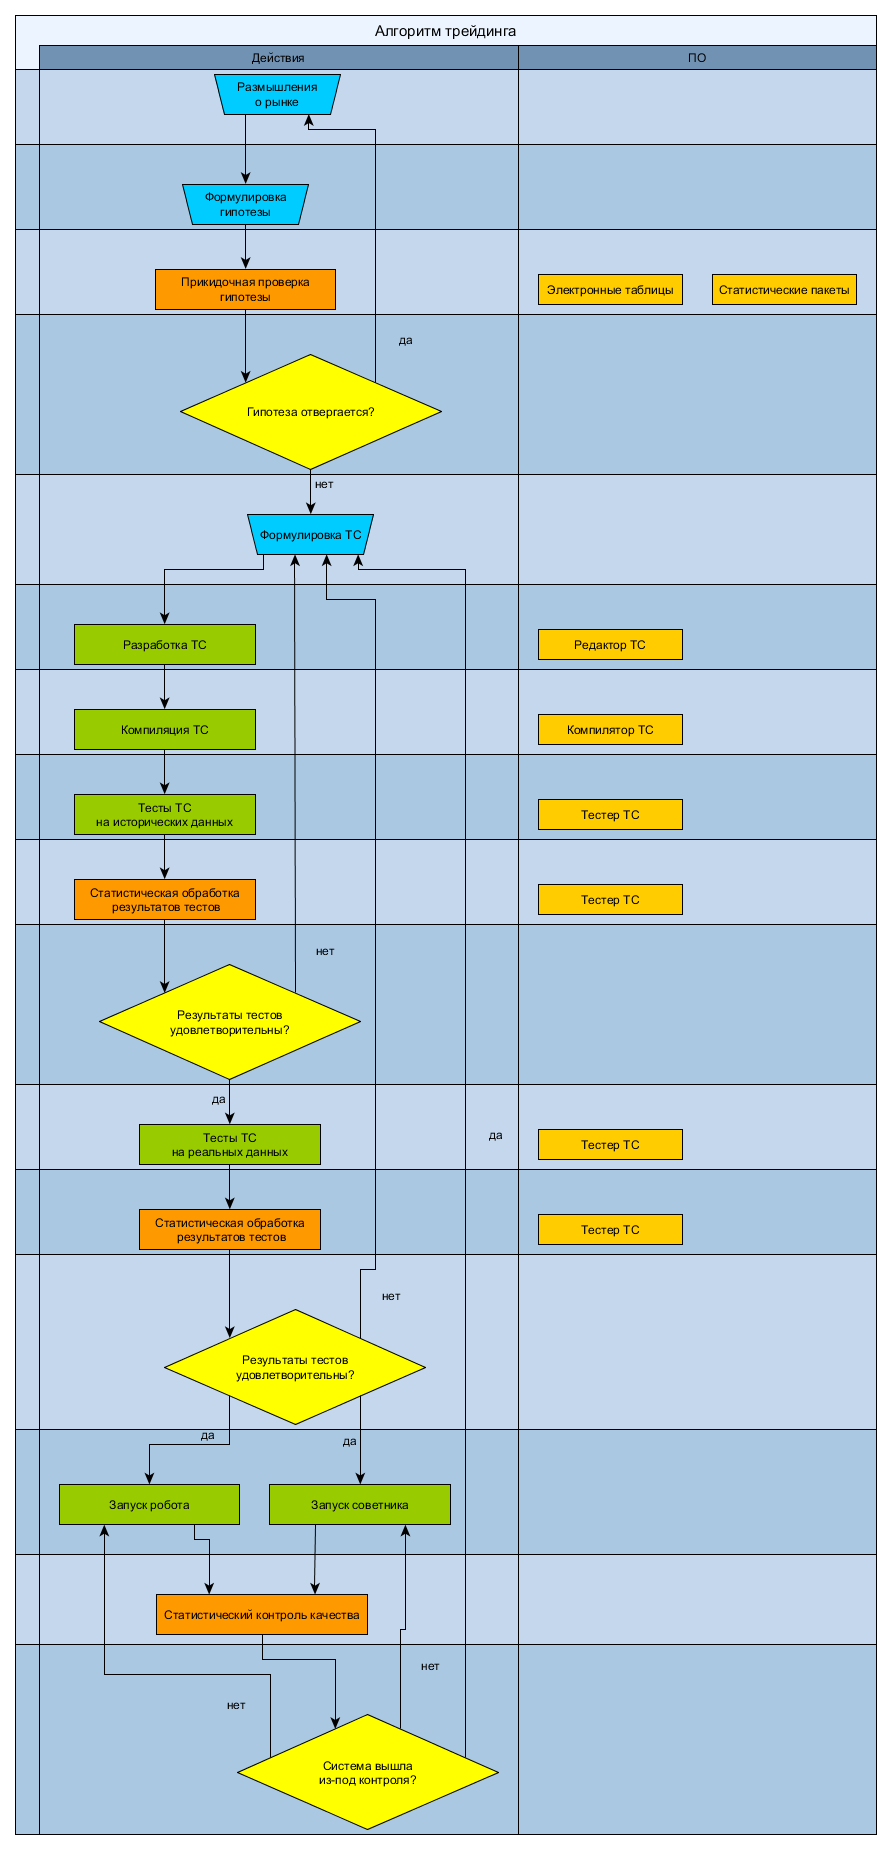 Алгоритм трейдинга
Действия
ПО
Размышления
о рынке
Формулировка
гипотезы
Прикидочная проверка
гипотезы
Электронные таблицы
Статистические пакеты
да
Гипотеза отвергается?
нет
Формулировка ТС
Разработка ТС
Редактор ТС
Компиляция ТС
Компилятор ТС
Тесты ТС
на исторических данных
Тестер ТС
Статистическая обработка
результатов тестов
Тестер ТС
нет
Результаты тестов
удовлетворительны?
да
Тесты ТС
на реальных данных
да
Тестер ТС
Статистическая обработка
результатов тестов
Тестер ТС
нет
Результаты тестов
удовлетворительны?
да
да
Запуск робота
Запуск советника
Статистический контроль качества
нет
нет
Система вышла
из-под контроля?